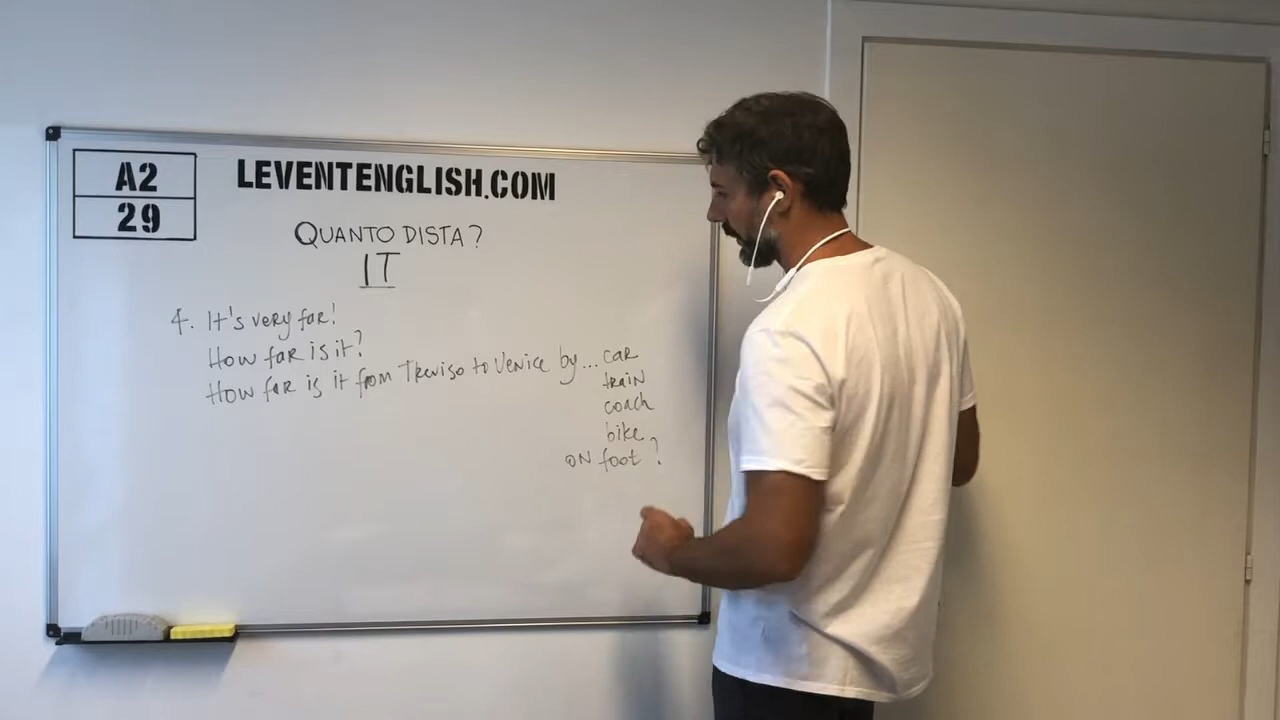 A2
29
LEVENTENGLISH.COM
QUANTO DISTA?
IT
4. It's very far!
How far is it?
How far is it from Treviso to Venice by... car
train
coach
bike
ON foot?